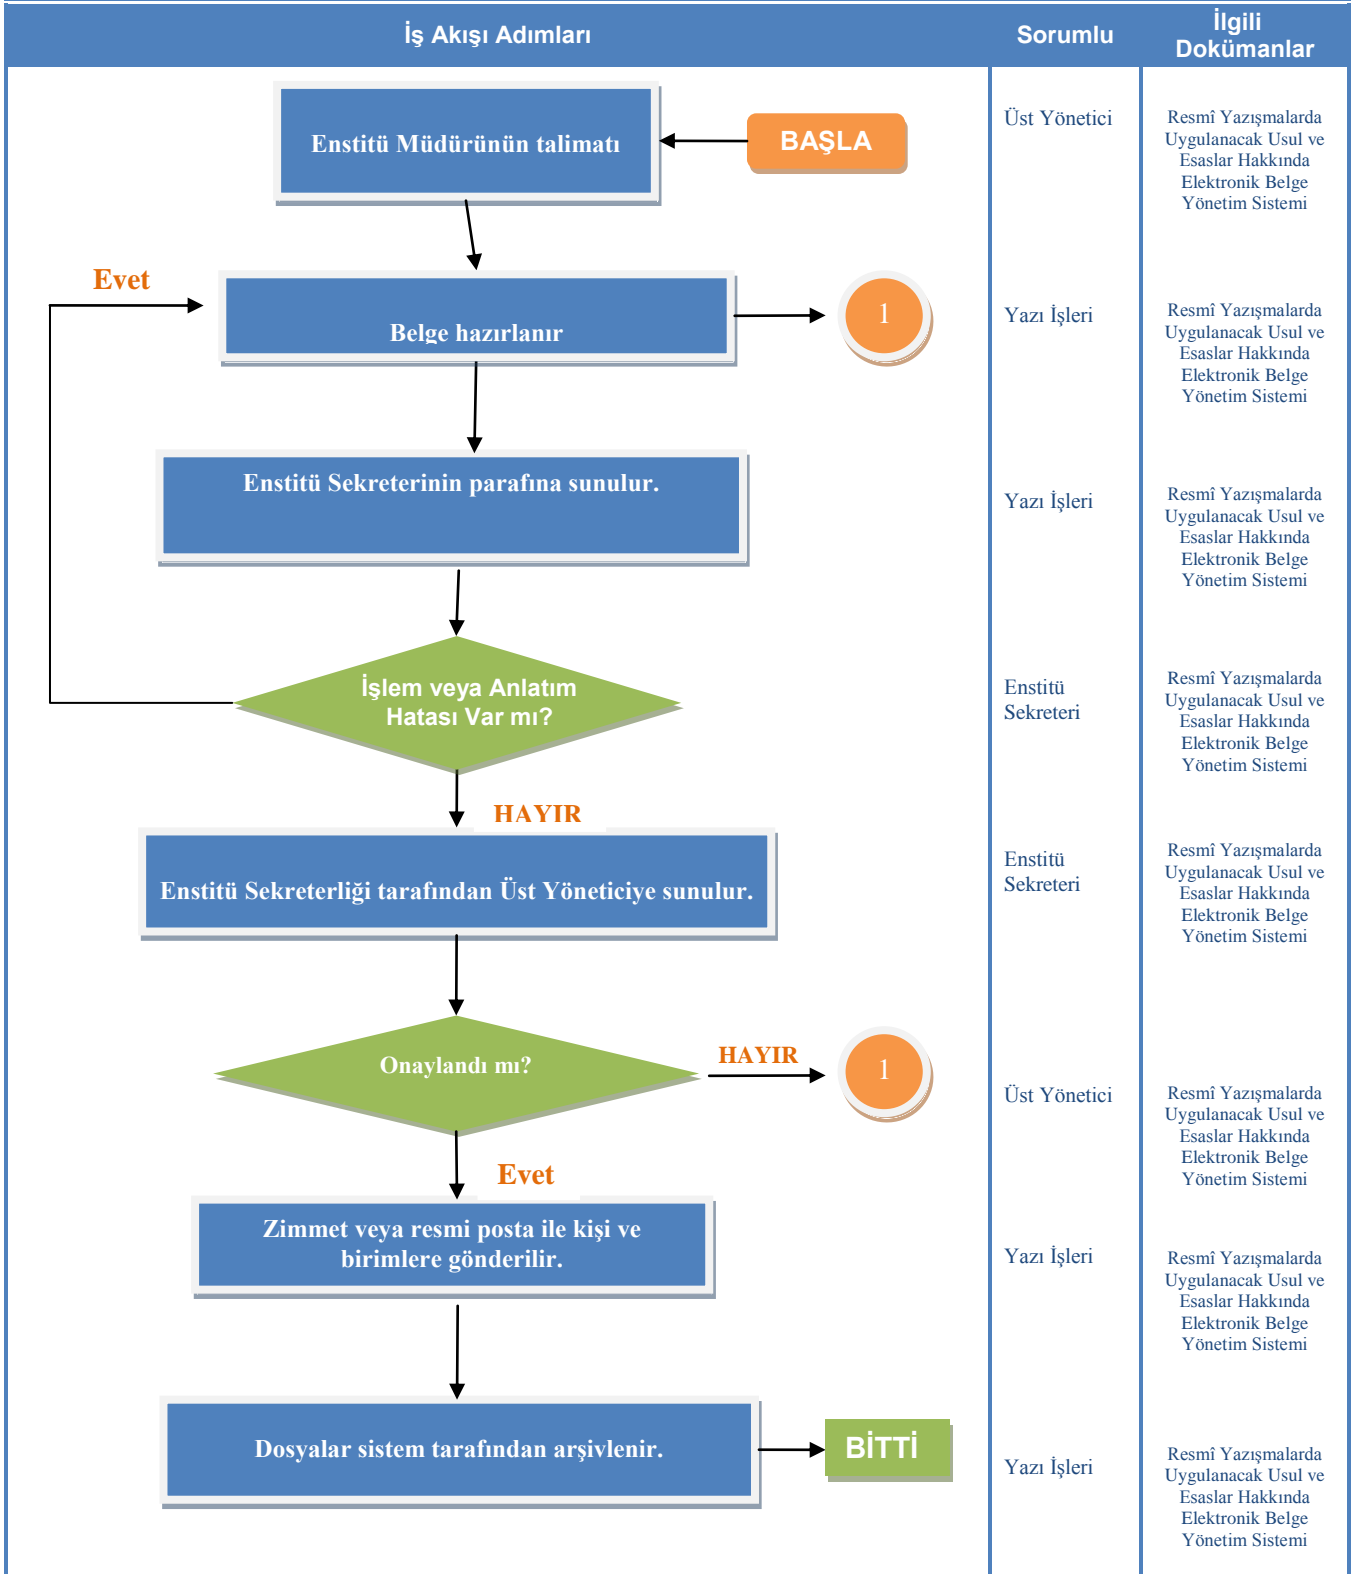 İş Akışı Adımları
Sorumlu
İlgili
Dokümanlar
Enstitü Müdürünün talimatı
BAŞLA
Üst Yönetici
Resmî Yazışmalarda
Uygulanacak Usul ve
Esaslar Hakkında
Elektronik Belge
Yönetim Sistemi
Evet
Belge hazırlanır
1
Yazı İşleri
Resmî Yazışmalarda
Uygulanacak Usul ve
Esaslar Hakkında
Elektronik Belge
Yönetim Sistemi
Enstitü Sekreterinin parafına sunulur.
Yazı İşleri
Resmî Yazışmalarda
Uygulanacak Usul ve
Esaslar Hakkında
Elektronik Belge
Yönetim Sistemi
İşlem veya Anlatım
Hatası Var mı?
Enstitü
Sekreteri
Resmî Yazışmalarda
Uygulanacak Usul ve
Esaslar Hakkında
Elektronik Belge
Yönetim Sistemi
HAYIR
Enstitü Sekreterliği tarafından Üst Yöneticiye sunulur.
Enstitü
Sekreteri
Resmî Yazışmalarda
Uygulanacak Usul ve
Esaslar Hakkında
Elektronik Belge
Yönetim Sistemi
Onaylandı mı?
HAYIR
1
Üst Yönetici
Resmî Yazışmalarda
Uygulanacak Usul ve
Esaslar Hakkında
Elektronik Belge
Yönetim Sistemi
Evet
Zimmet veya resmi posta ile kişi ve
birimlere gönderilir.
Yazı İşleri
Resmî Yazışmalarda
Uygulanacak Usul ve
Esaslar Hakkında
Elektronik Belge
Yönetim Sistemi
Dosyalar sistem tarafından arşivlenir.
BİTTİ
Yazı İşleri
Resmî Yazışmalarda
Uygulanacak Usul ve
Esaslar Hakkında
Elektronik Belge
Yönetim Sistemi